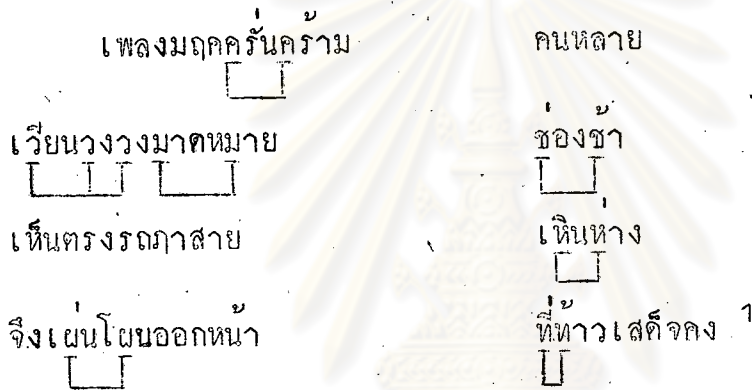 เพลงมฤคครั่นคร้าม คนหลาย
เวียนวงวงมาดหมาย ช่องช้า
เห็นตรงรถภาสาย เหินห่าง
จึงเผ่นโผนออกหน้า ที่ท้าวเสด็จคง 1